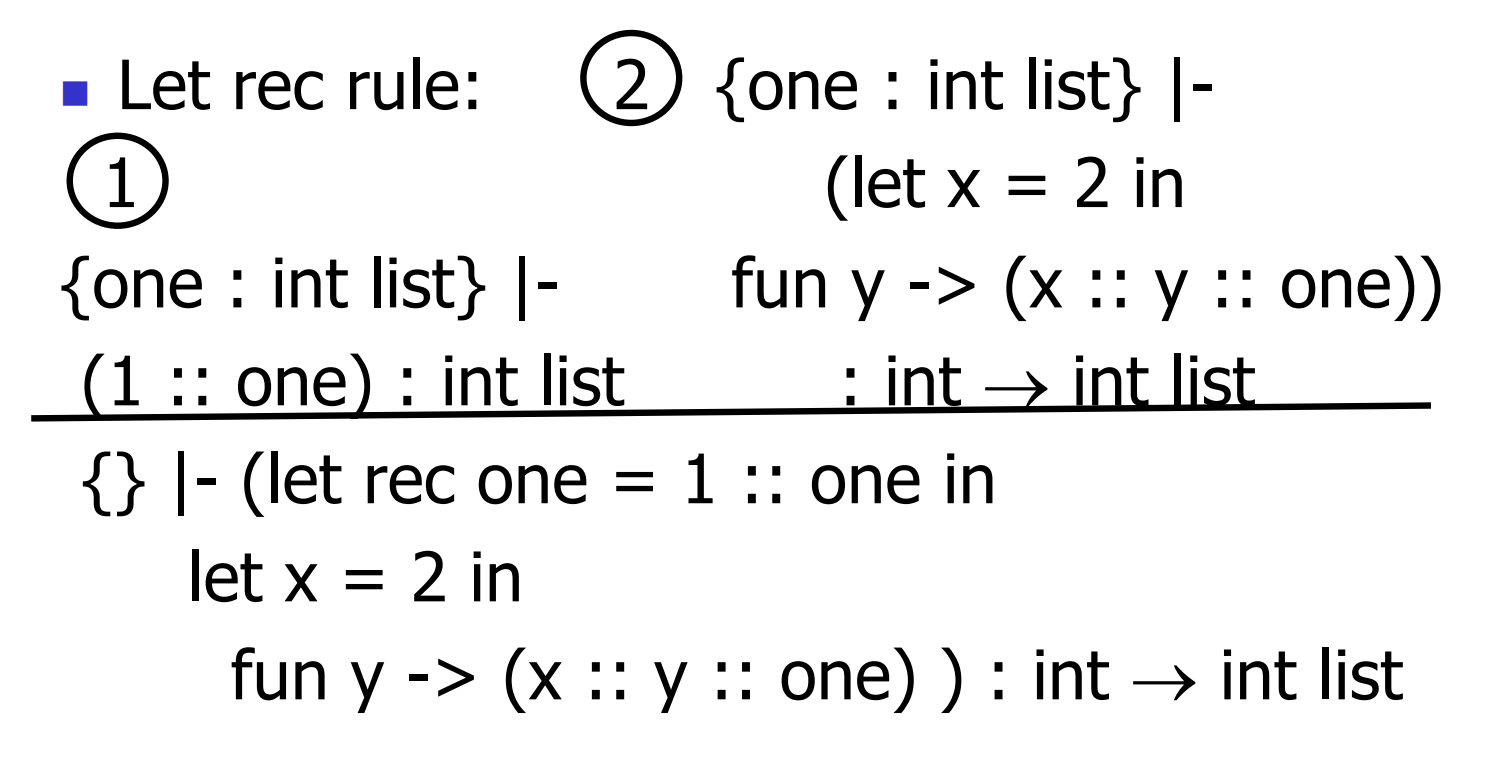 ▪ Let rec rule: ② {one : int list} |-
① (let x = 2 in
{one : int list} |- fun y -> (x :: y :: one))
(1 :: one) : int list : int → int list
{} |- (let rec one = 1 :: one in
let x = 2 in
fun y -> (x :: y :: one) ) : int → int list